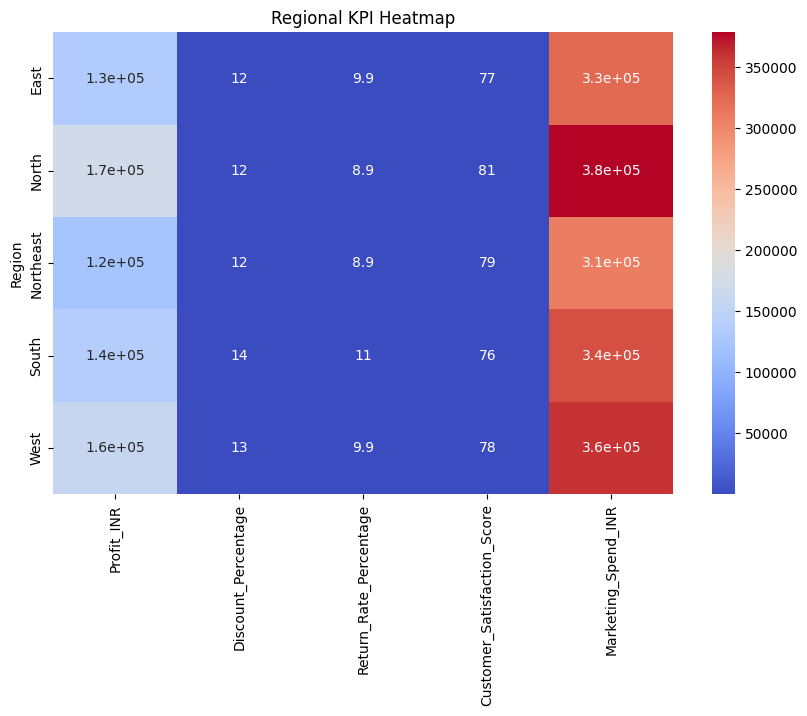 Regional KPI Heatmap
Region
East
1.3e+05 12 9.9 77 3.3e+05
North
1.7e+05 12 8.9 81 3.8e+05
Northeast
1.2e+05 12 8.9 79 3.1e+05
South
1.4e+05 14 11 76 3.4e+05
West
1.6e+05 13 9.9 78 3.6e+05
Profit_INR
Discount_Percentage
Return_Rate_Percentage
Customer_Satisfaction_Score
Marketing_Spend_INR
350000
300000
250000
200000
150000
100000
50000